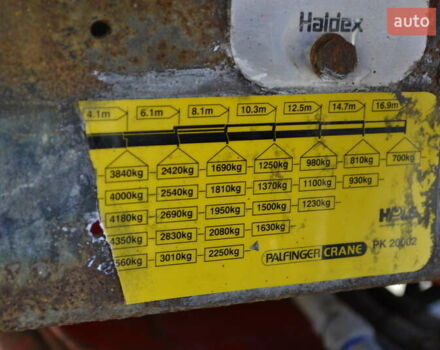 Haldex
auto
4.1m 6.1m 8.1m 10.3m 12.5m 14.7m 16.9m
3840kg 2420kg 1690kg 1250kg 980kg 810kg 700kg
4000kg 2540kg 1810kg 1370kg 1100kg 930kg
4180kg 2690kg 1950kg 1500kg 1230kg
4350kg 2830kg 2080kg 1630kg
560kg 3010kg 2250kg
PALFINGER CRANE
PK 20002